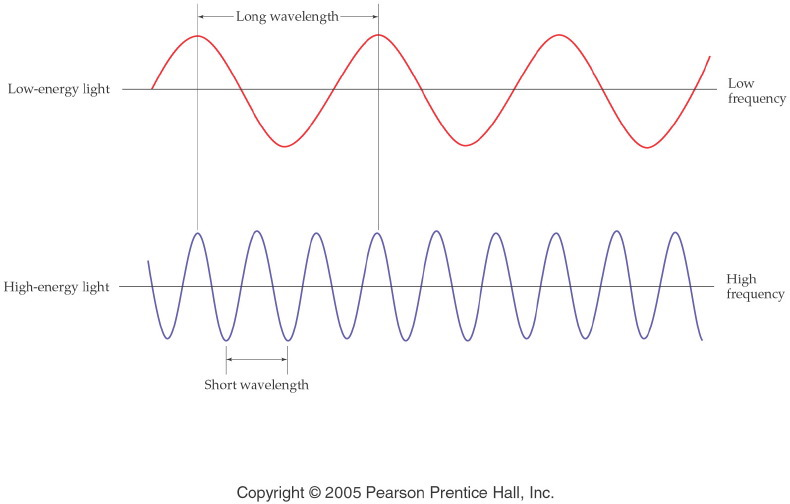 Long wavelength
Low-energy light
Low
frequency
High-energy light
High
frequency
Short wavelength
Copyright © 2005 Pearson Prentice Hall, Inc.